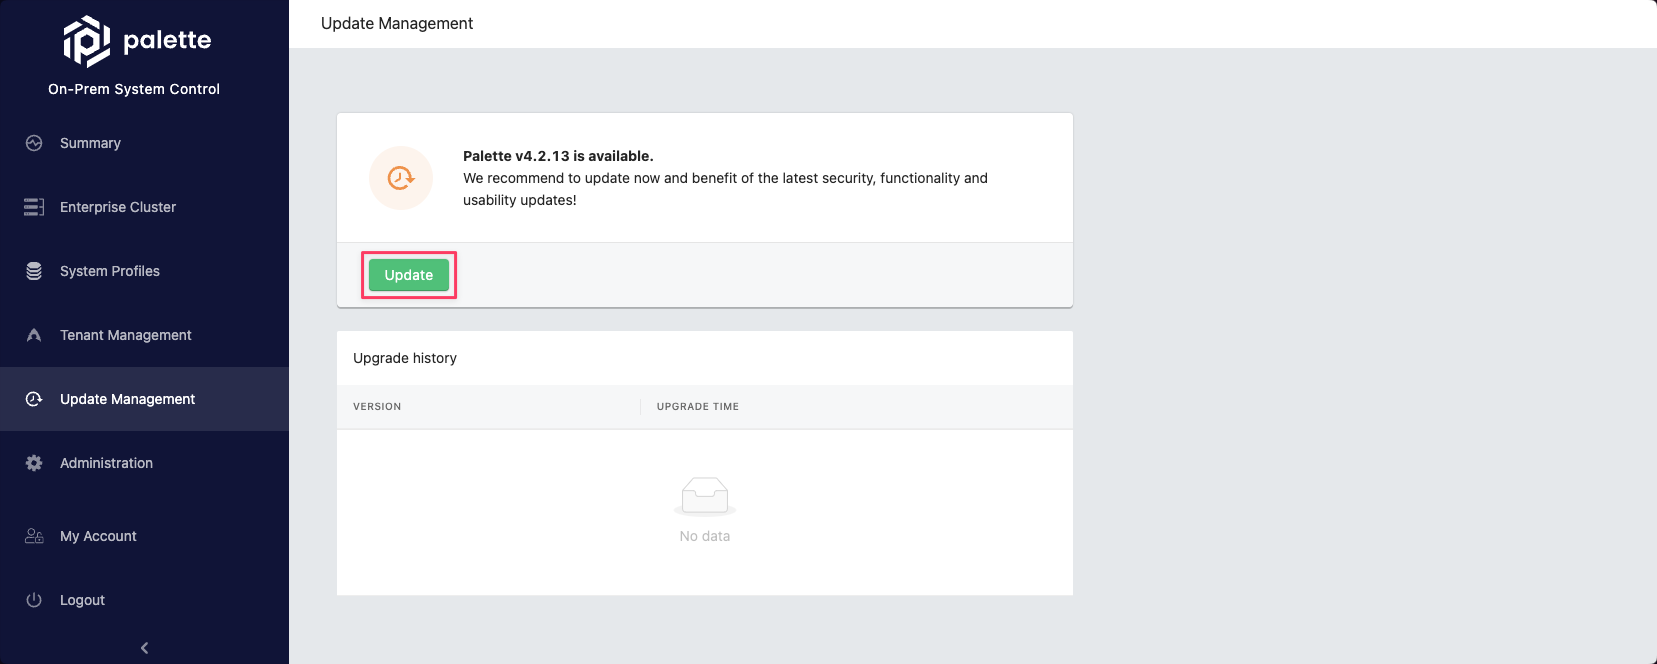 palette
On-Prem System Control
Summary
Enterprise Cluster
System Profiles
Tenant Management
Update Management
Administration
My Account
Logout
Update Management
Palette v4.2.13 is available.
We recommend to update now and benefit of the latest security, functionality and
usability updates!
Update
Upgrade history
VERSION
UPGRADE TIME
No data